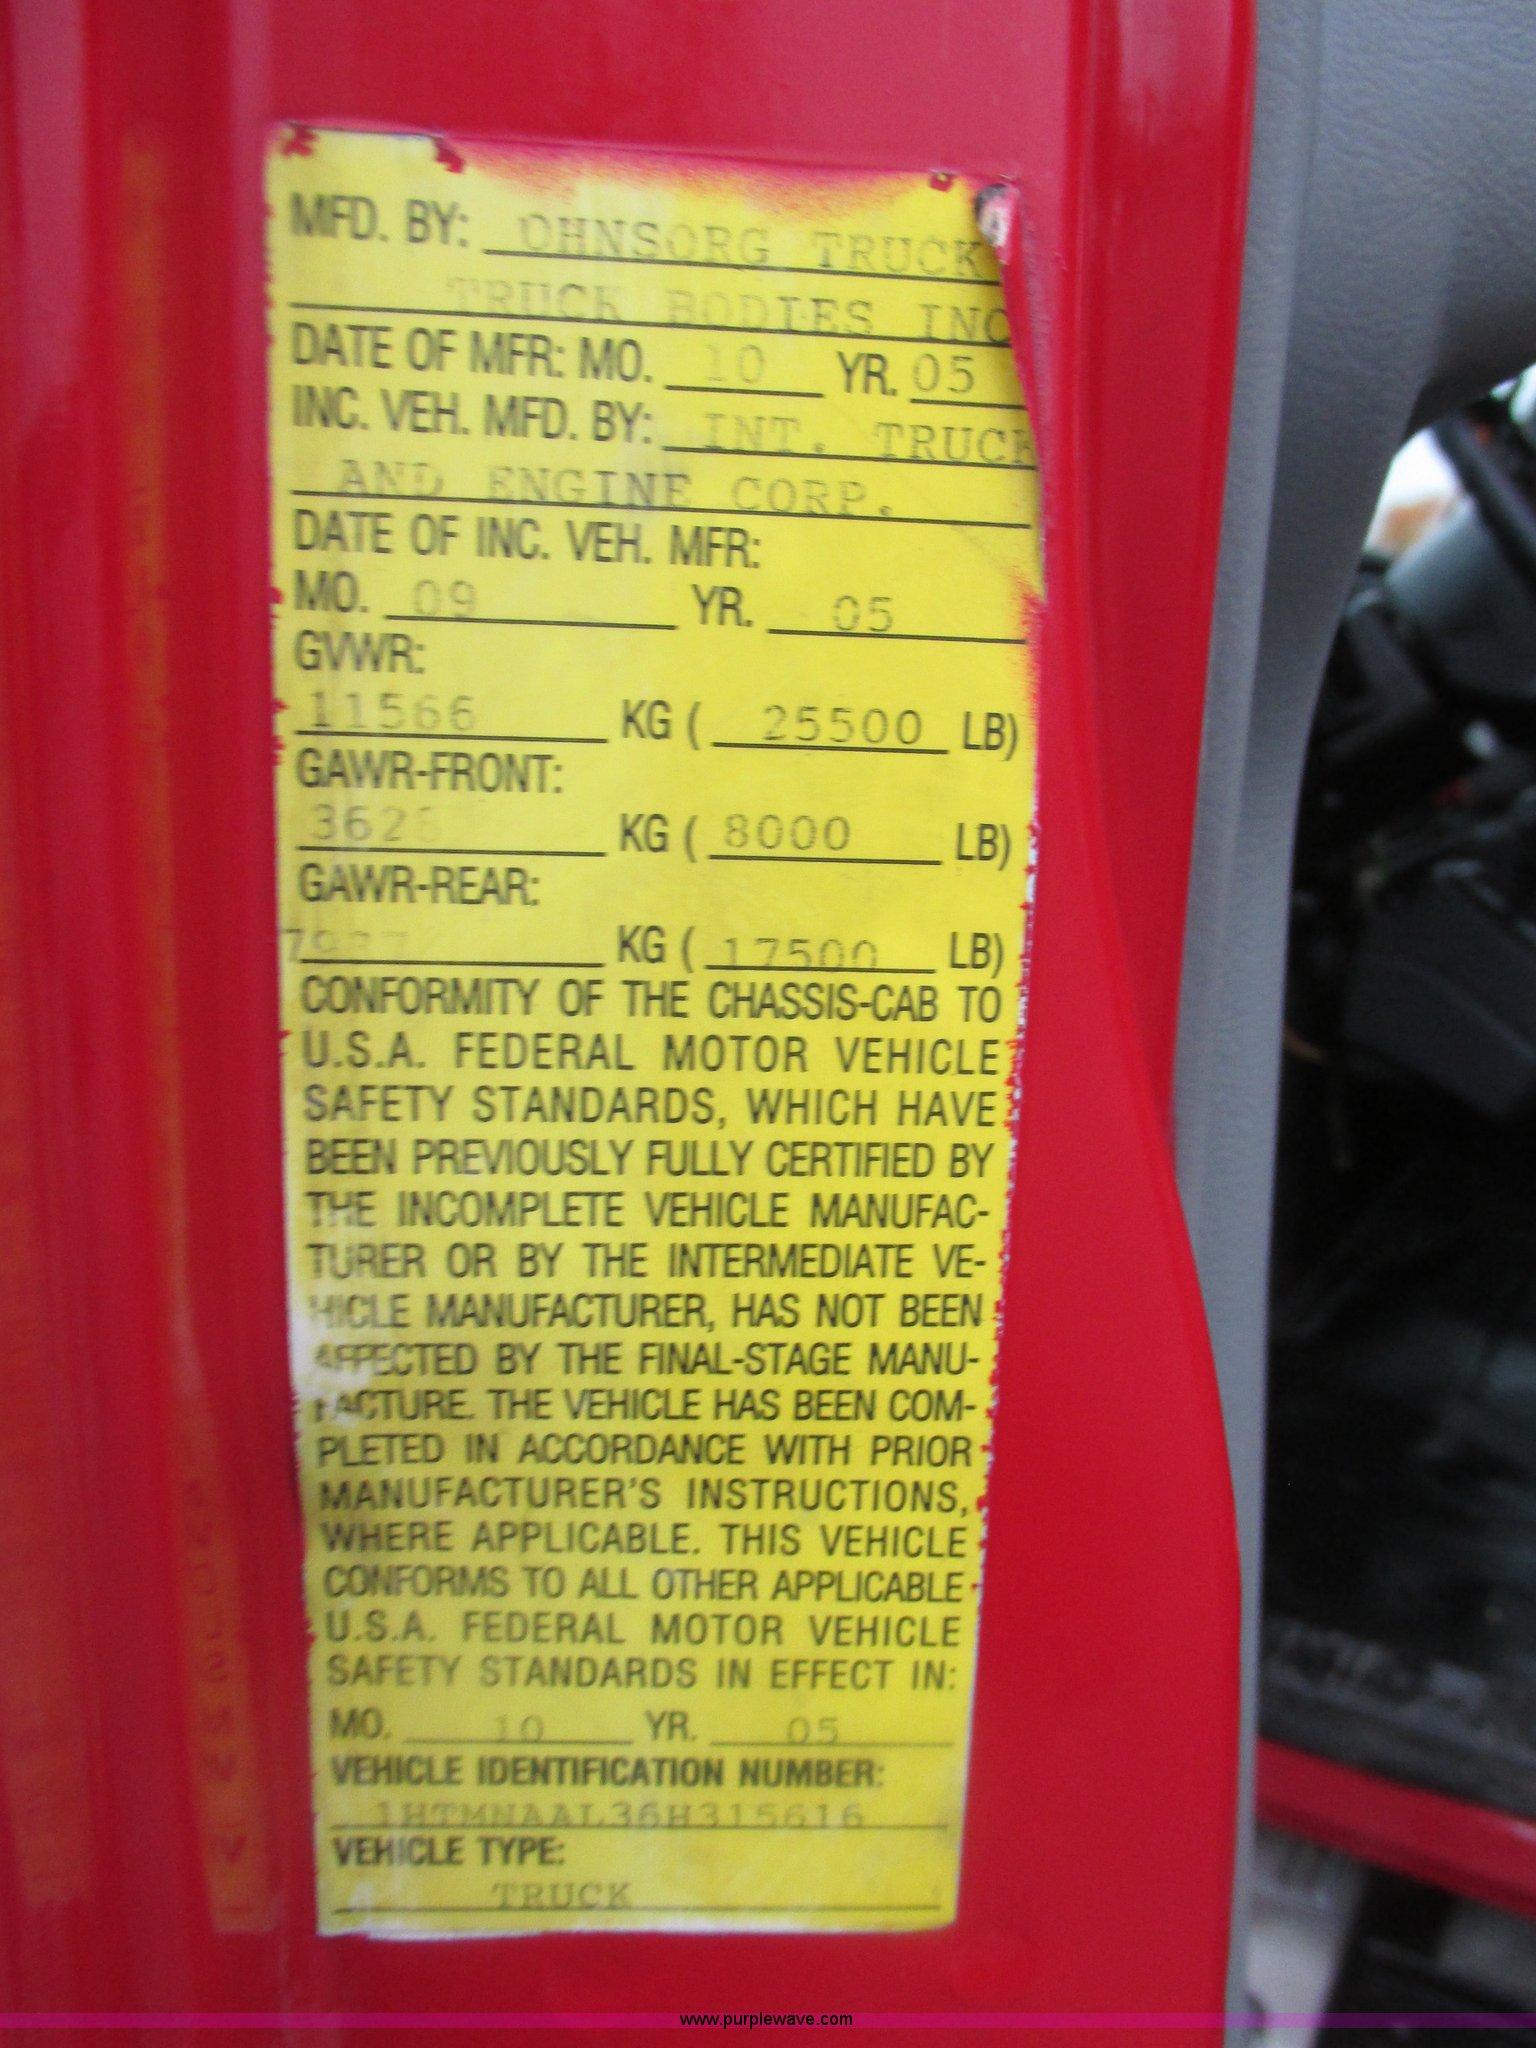 MFD. BY: OHNSORG TRUCK
TRUCK BODIES INC
DATE OF MFR: MO. 10 YR. 05
INC. VEH. MFD. BY: INT. TRUCK
AND ENGINE CORP.
DATE OF INC. VEH. MFR:
MO. 09 YR. 05
GVWR:
11566 KG ( 25500 LB)
GAWR-FRONT:
3628 KG ( 8000 LB)
GAWR-REAR:
KG ( 17500 LB)
CONFORMITY OF THE CHASSIS-CAB TO
U.S.A. FEDERAL MOTOR VEHICLE
SAFETY STANDARDS, WHICH HAVE
BEEN PREVIOUSLY FULLY CERTIFIED BY
THE INCOMPLETE VEHICLE MANUFAC-
TURER OR BY THE INTERMEDIATE VE-
HICLE MANUFACTURER, HAS NOT BEEN
AFFECTED BY THE FINAL-STAGE MANU-
FACTURE. THE VEHICLE HAS BEEN COM-
PLETED IN ACCORDANCE WITH PRIOR
MANUFACTURER'S INSTRUCTIONS,
WHERE APPLICABLE. THIS VEHICLE
CONFORMS TO ALL OTHER APPLICABLE
U.S.A. FEDERAL MOTOR VEHICLE
SAFETY STANDARDS IN EFFECT IN:
MO. 10 YR. 05
VEHICLE IDENTIFICATION NUMBER:
1HTMNAAL36H315616
VEHICLE TYPE:
TRUCK
www.purplewave.com